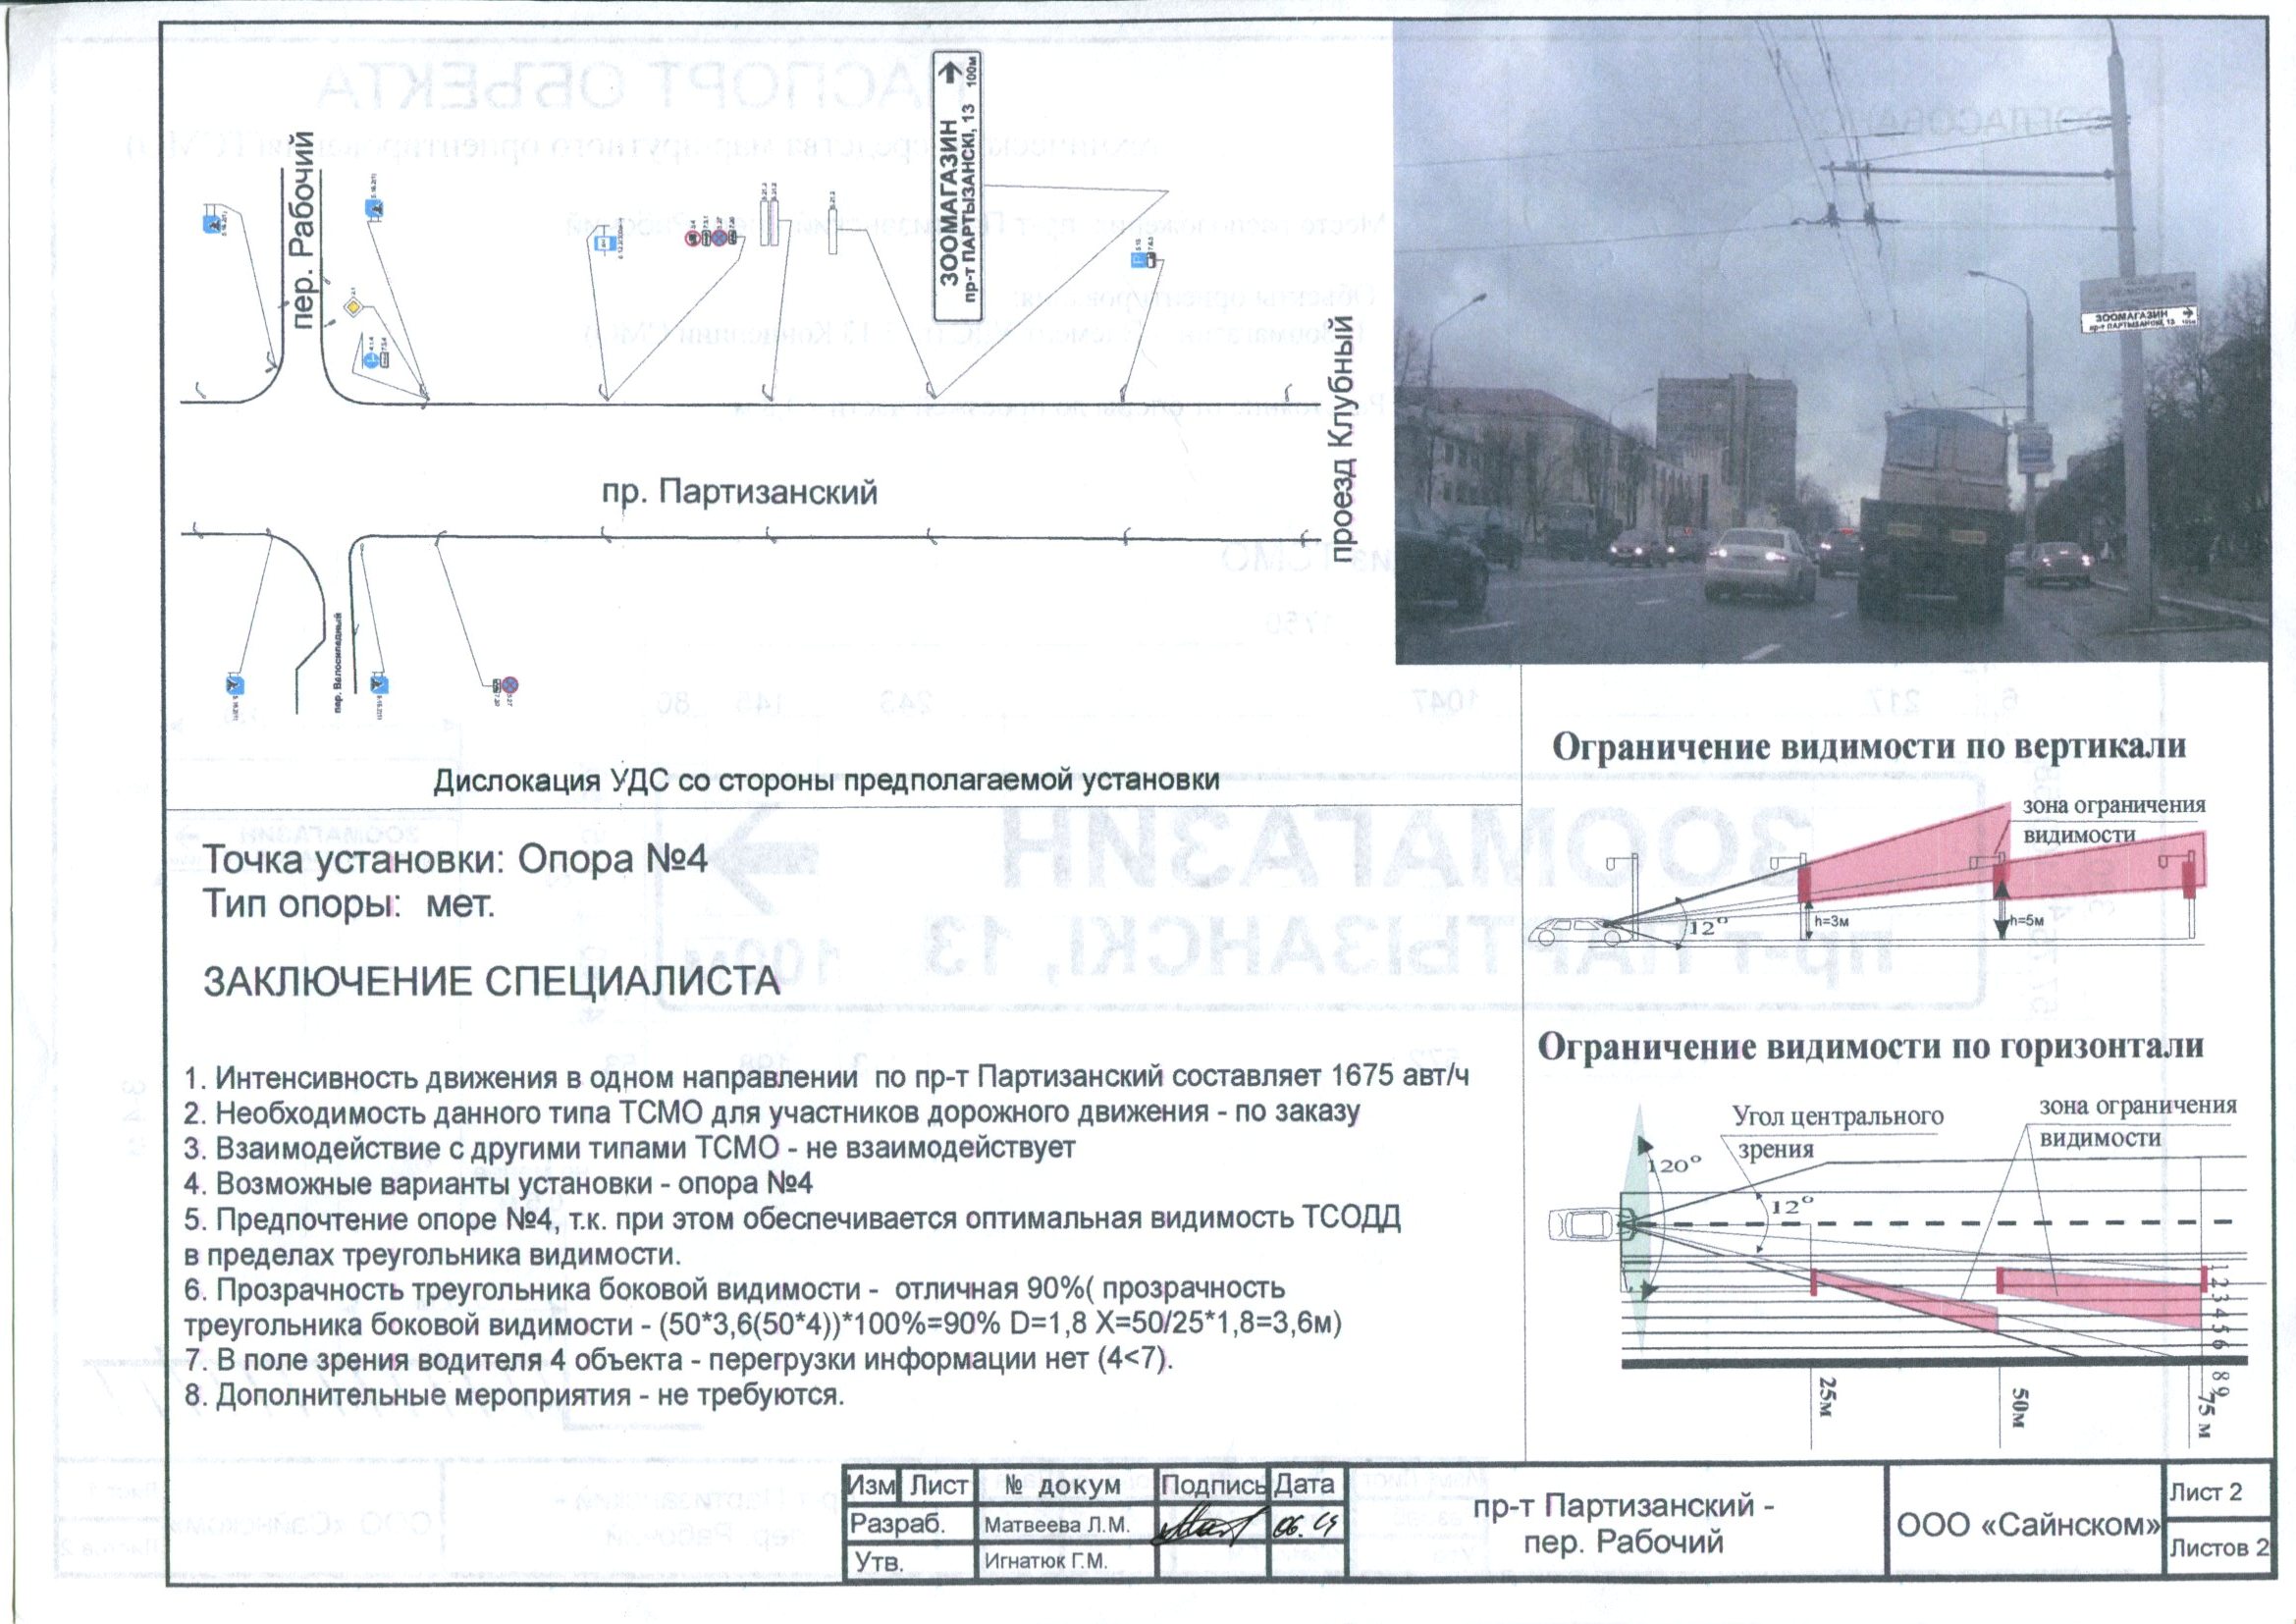 пер. Рабочий
ЗООМАГАЗИН
пр-т ПАРТЫЗАНСКІ, 13 100м
проезд Клубный
пр. Партизанский
пер. Велосипедный
Дислокация УДС со стороны предполагаемой установки
ЗООМАГАЗИН
пр-т ПАРТЫЗАНСКІ, 13 100м
Точка установки: Опора №4
Тип опоры: мет.
ЗАКЛЮЧЕНИЕ СПЕЦИАЛИСТА
1. Интенсивность движения в одном направлении по пр-т Партизанский составляет 1675 авт/ч
2. Необходимость данного типа ТСМО для участников дорожного движения - по заказу
3. Взаимодействие с другими типами ТСМО - не взаимодействует
4. Возможные варианты установки - опора №4
5. Предпочтение опоре №4, т.к. при этом обеспечивается оптимальная видимость ТСОДД
в пределах треугольника видимости.
6. Прозрачность треугольника боковой видимости - отличная 90%( прозрачность
треугольника боковой видимости - (50*3,6(50*4))*100%=90% D=1,8 X=50/25*1,8=3,6м)
7. В поле зрения водителя 4 объекта - перегрузки информации нет (4<7).
8. Дополнительные мероприятия - не требуются.
Ограничение видимости по вертикали
зона ограничения
видимости
12°
h=3м
h=5м
Ограничение видимости по горизонтали
Угол центрального
зрения
зона ограничения
видимости
120°
12°
1 2 3 4 5 6 8 9
25м
50м
75 м
Изм Лист № докум Подпись Дата
Разраб. Матвеева Л.М.
Утв. Игнатюк Г.М.
пр-т Партизанский -
пер. Рабочий
ООО «Сайнском»
Лист 2
Листов 2